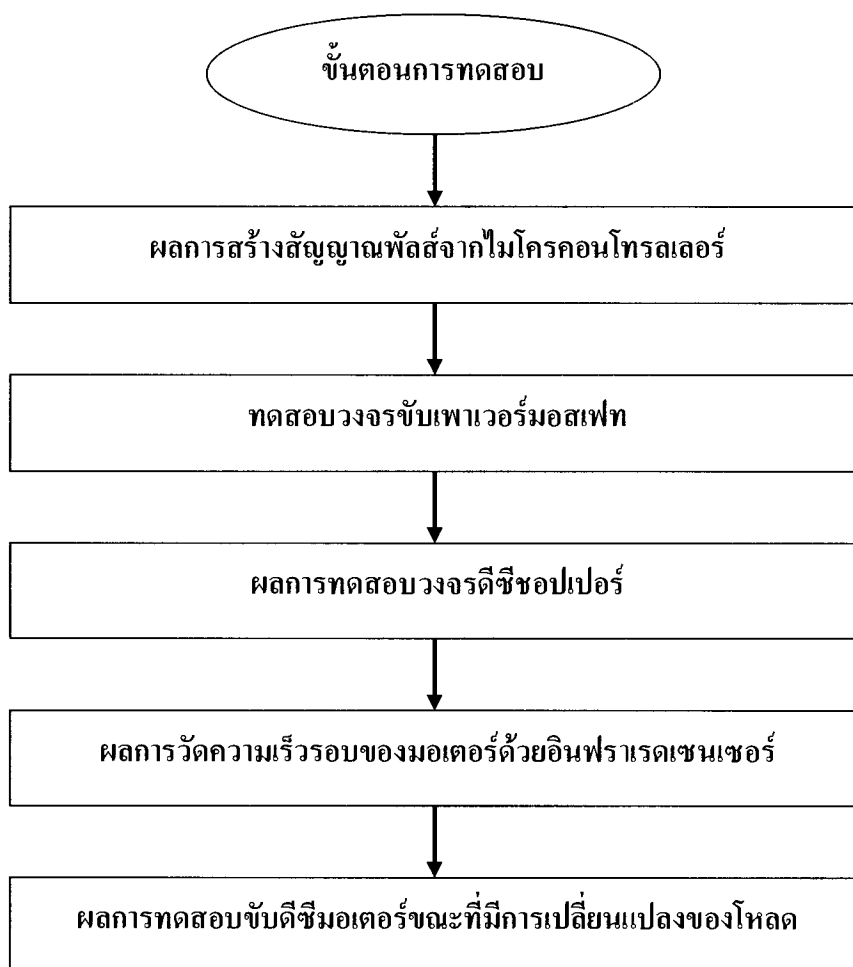 ขั้นตอนการทดสอบ
ผลการสร้างสัญญาณพัลส์จากไมโครคอนโทรลเลอร์
ทดสอบวงจรขับเพาเวอร์มอสเฟท
ผลการทดสอบวงจรดีซีชอปเปอร์
ผลการวัดความเร็วรอบของมอเตอร์ด้วยอินฟราเรดเซนเซอร์
ผลการทดสอบขับดีซีมอเตอร์ขณะที่มีการเปลี่ยนแปลงของโหลด